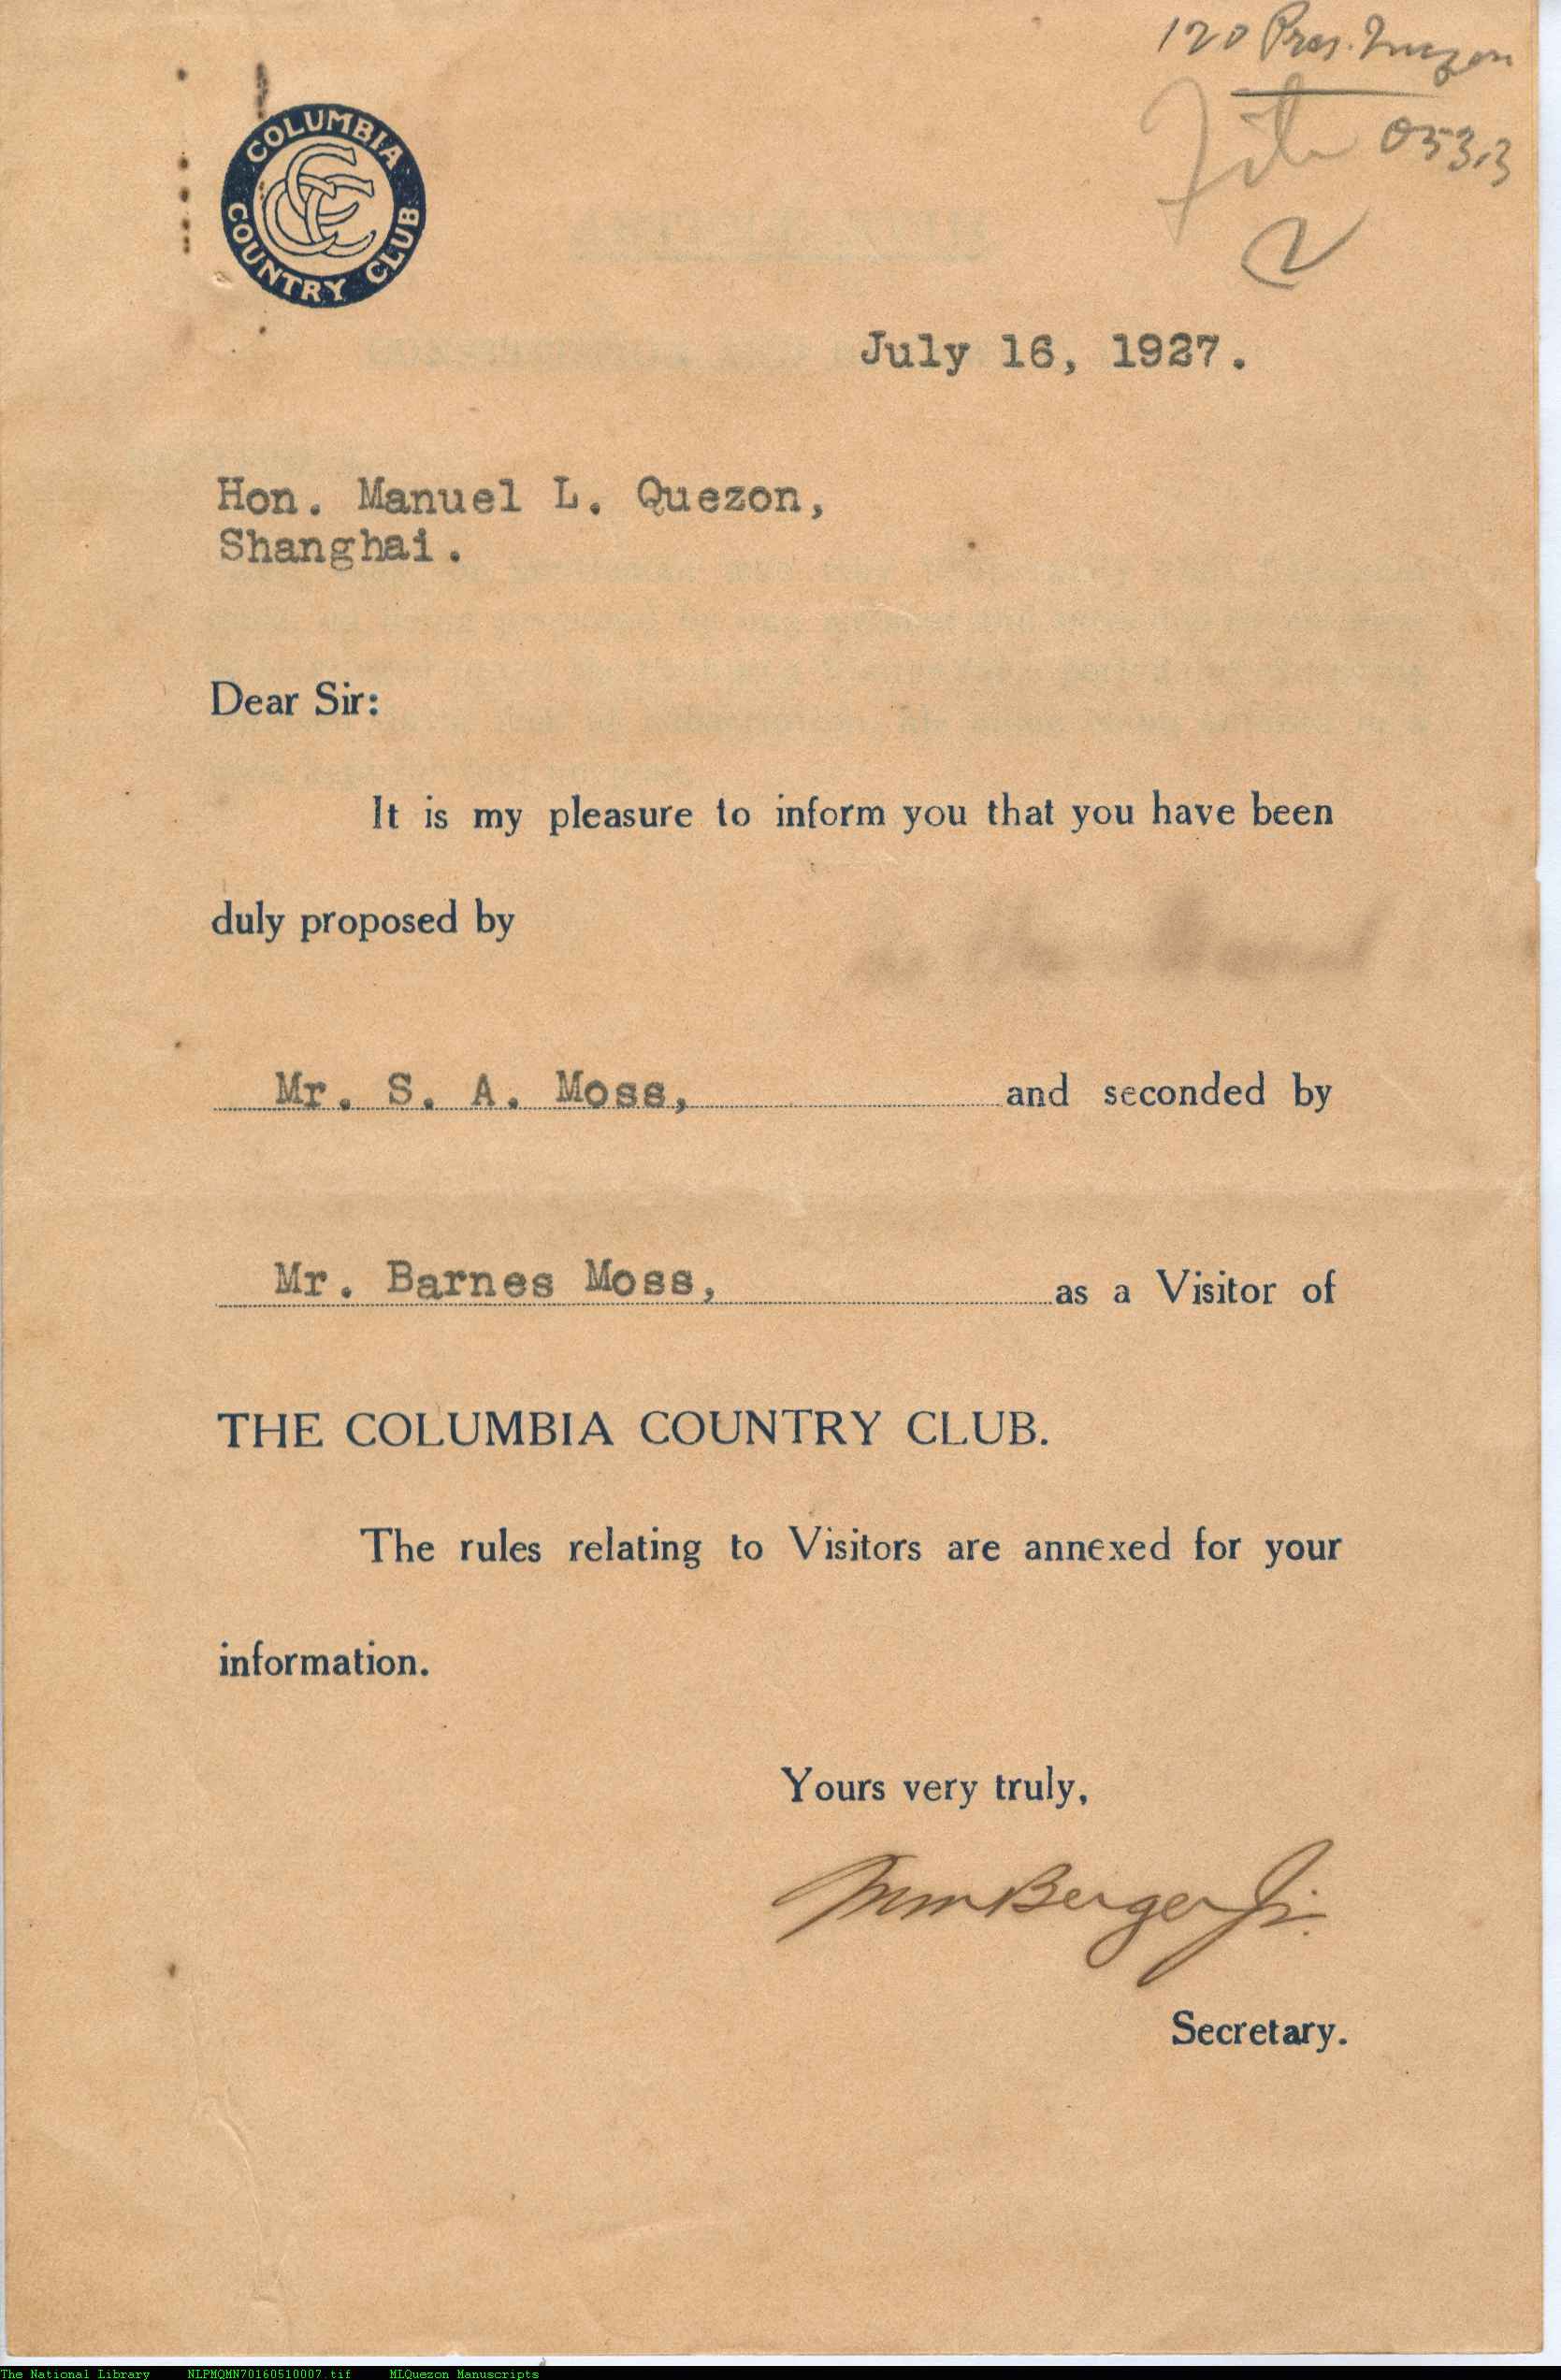 120 Pres. Quezon
File 053.3
COLUMBIA
COUNTRY CLUB
July 16, 1927.
Hon. Manuel L. Quezon,
Shanghai.
Dear Sir:
It is my pleasure to inform you that you have been
duly proposed by
Mr. S. A. Moss, and seconded by
Mr. Barnes Moss, as a Visitor of
THE COLUMBIA COUNTRY CLUB.
The rules relating to Visitors are annexed for your
information.
Yours very truly,
Wm Berger Jr.
Secretary.
The National Library NLPMQMN70160510007.tif MLQuezon Manuscripts